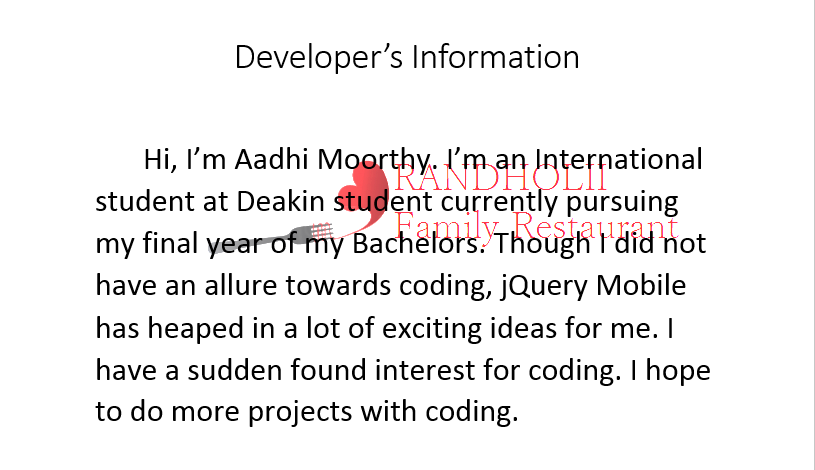 Developer’s Information
Hi, I’m Aadhi Moorthy. I’m an International
student at Deakin student currently pursuing
my final year of my Bachelors. Though I did not
have an allure towards coding, jQuery Mobile
has heaped in a lot of exciting ideas for me. I
have a sudden found interest for coding. I hope
to do more projects with coding.
RANDHOLII
Family Restaurant